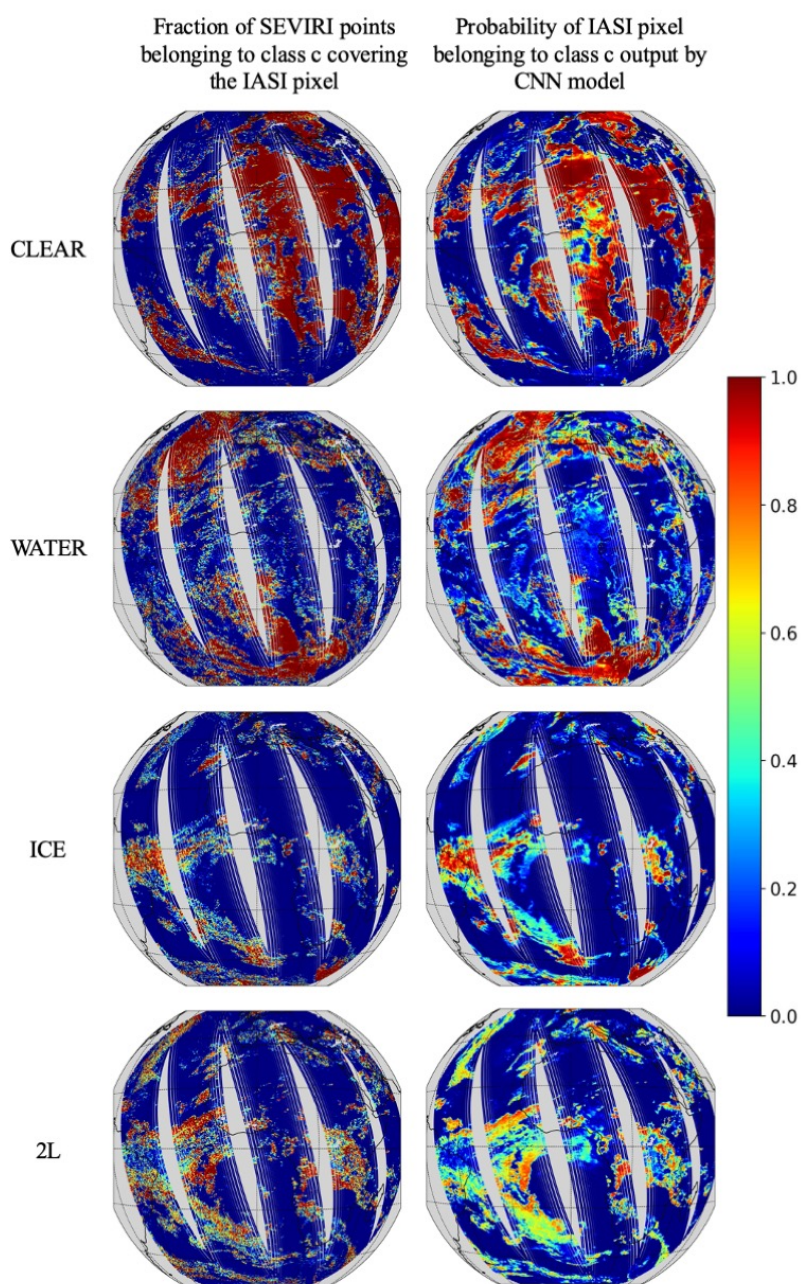 Fraction of SEVIRI points
belonging to class c covering
the IASI pixel
Probability of IASI pixel
belonging to class c output by
CNN model
CLEAR
WATER
ICE
2L
1.0
0.8
0.6
0.4
0.2
0.0